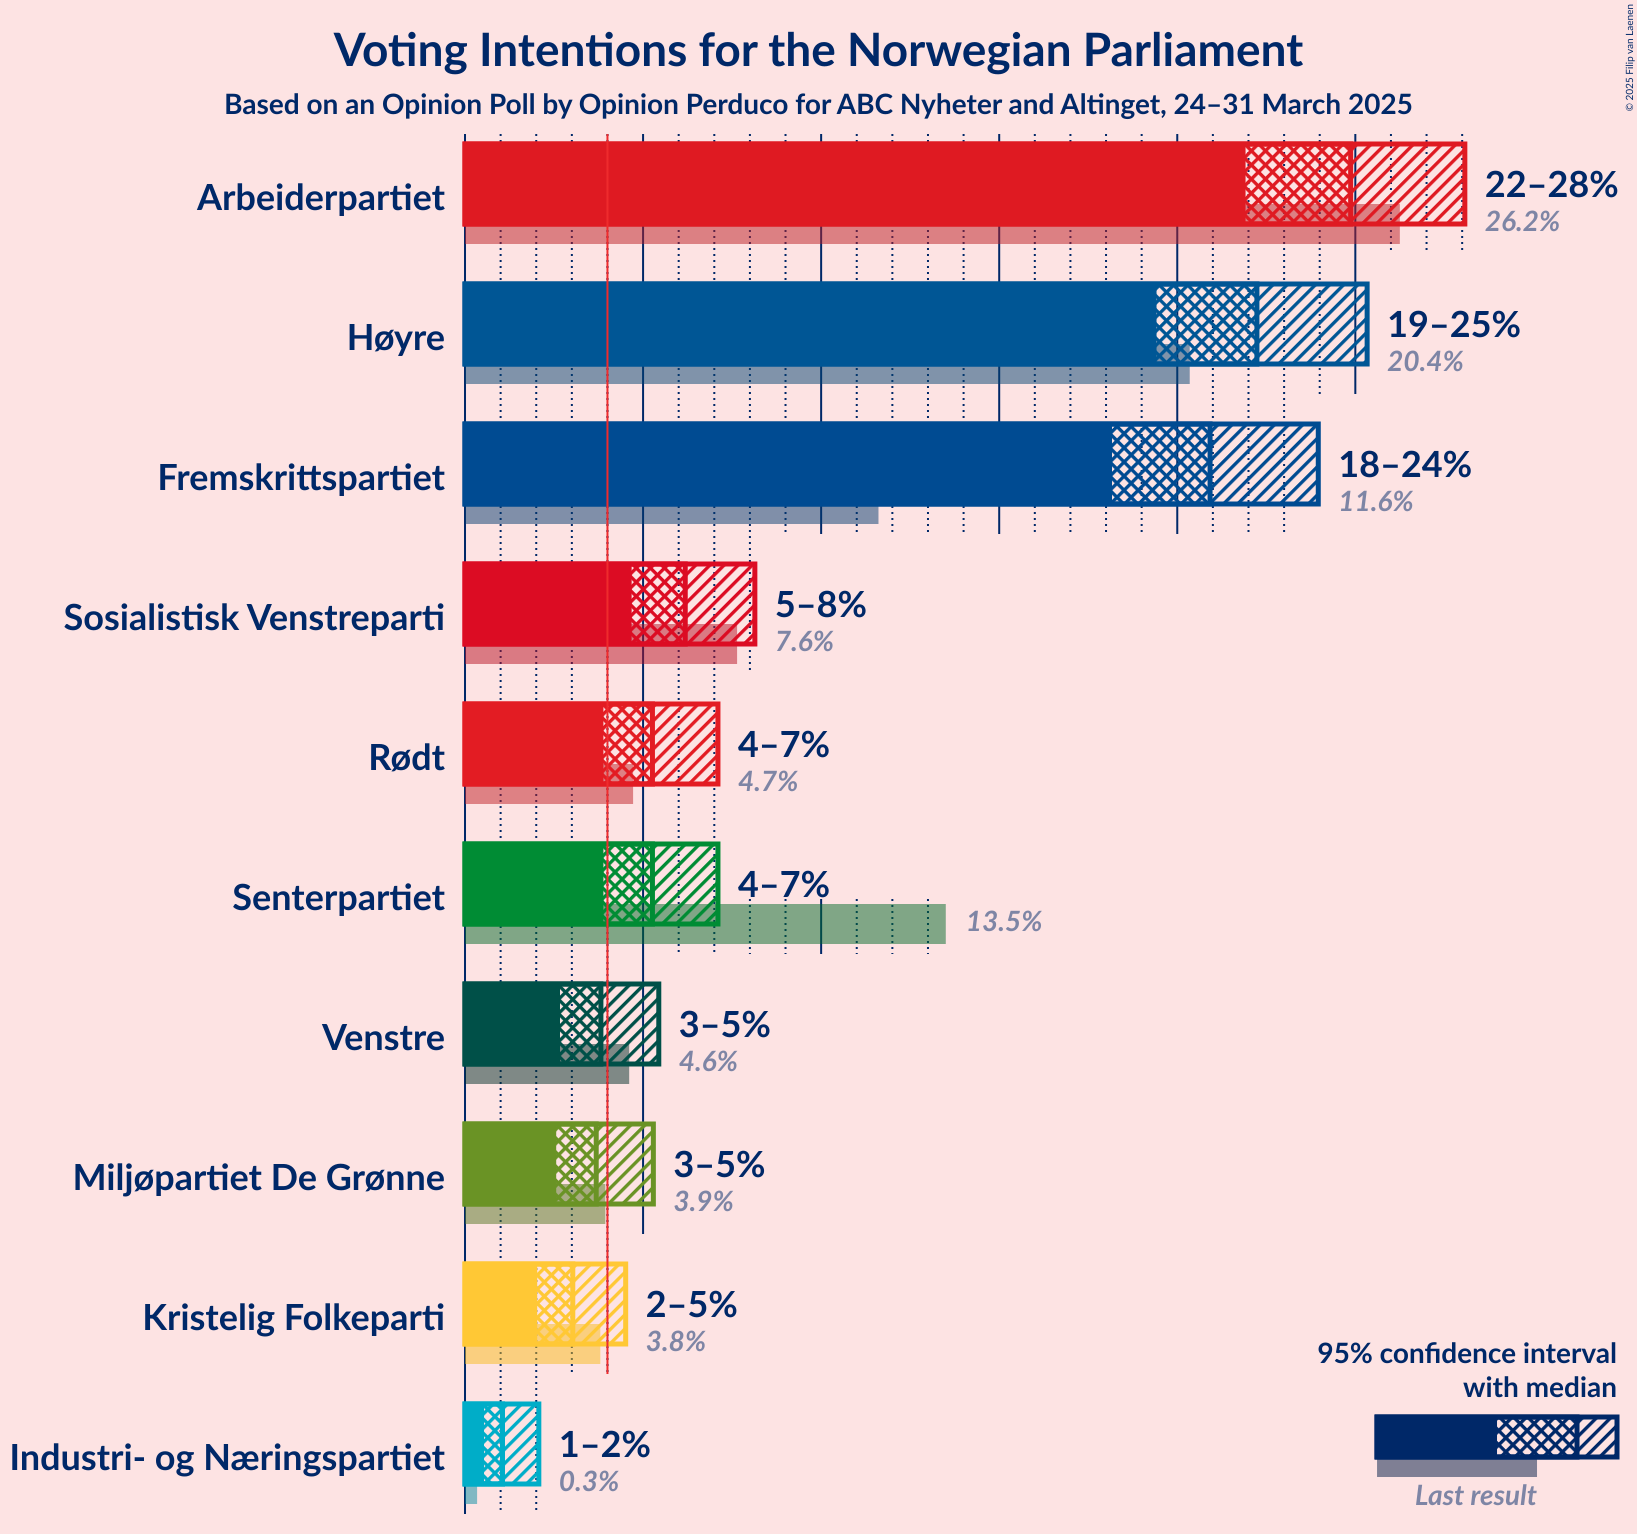 Voting Intentions for the Norwegian Parliament
Based on an Opinion Poll by Opinion Perduco for ABC Nyheter and Altinget, 24–31 March 2025
© 2025 Filip van Laenen
Arbeiderpartiet
22–28%
26.2%
Høyre
19–25%
20.4%
Fremskrittspartiet
18–24%
11.6%
Sosialistisk Venstreparti
5–8%
7.6%
Rødt
4–7%
4.7%
Senterpartiet
4–7%
13.5%
Venstre
3–5%
4.6%
Miljøpartiet De Grønne
3–5%
3.9%
Kristelig Folkeparti
2–5%
3.8%
Industri- og Næringspartiet
1–2%
0.3%
95% confidence interval
with median
Last result